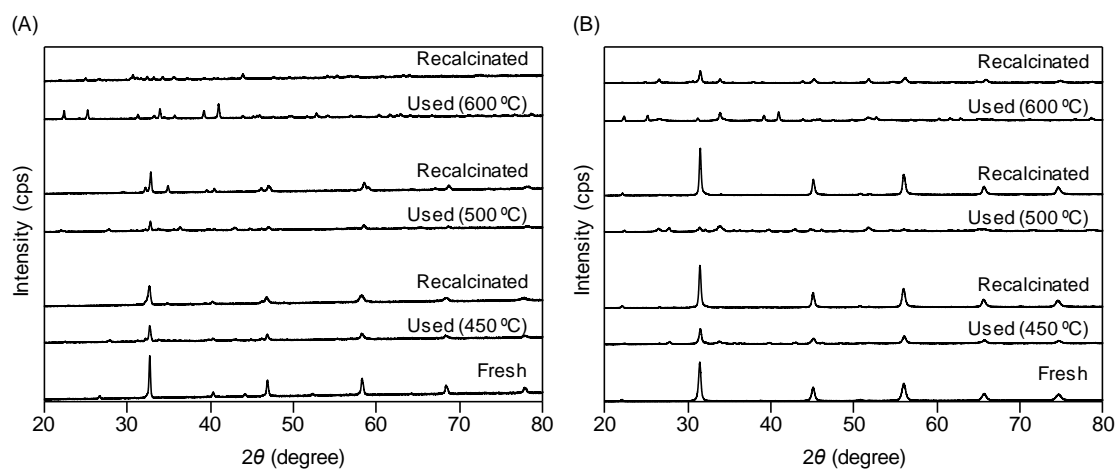 (A)
Intensity (cps)
Recalcinated
Used (600 ºC)
Recalcinated
Used (500 ºC)
Recalcinated
Used (450 ºC)
Fresh
20 30 40 50 60 70 80
2θ (degree)
(B)
Intensity (cps)
Recalcinated
Used (600 ºC)
Recalcinated
Used (500 ºC)
Recalcinated
Used (450 ºC)
Fresh
20 30 40 50 60 70 80
2θ (degree)